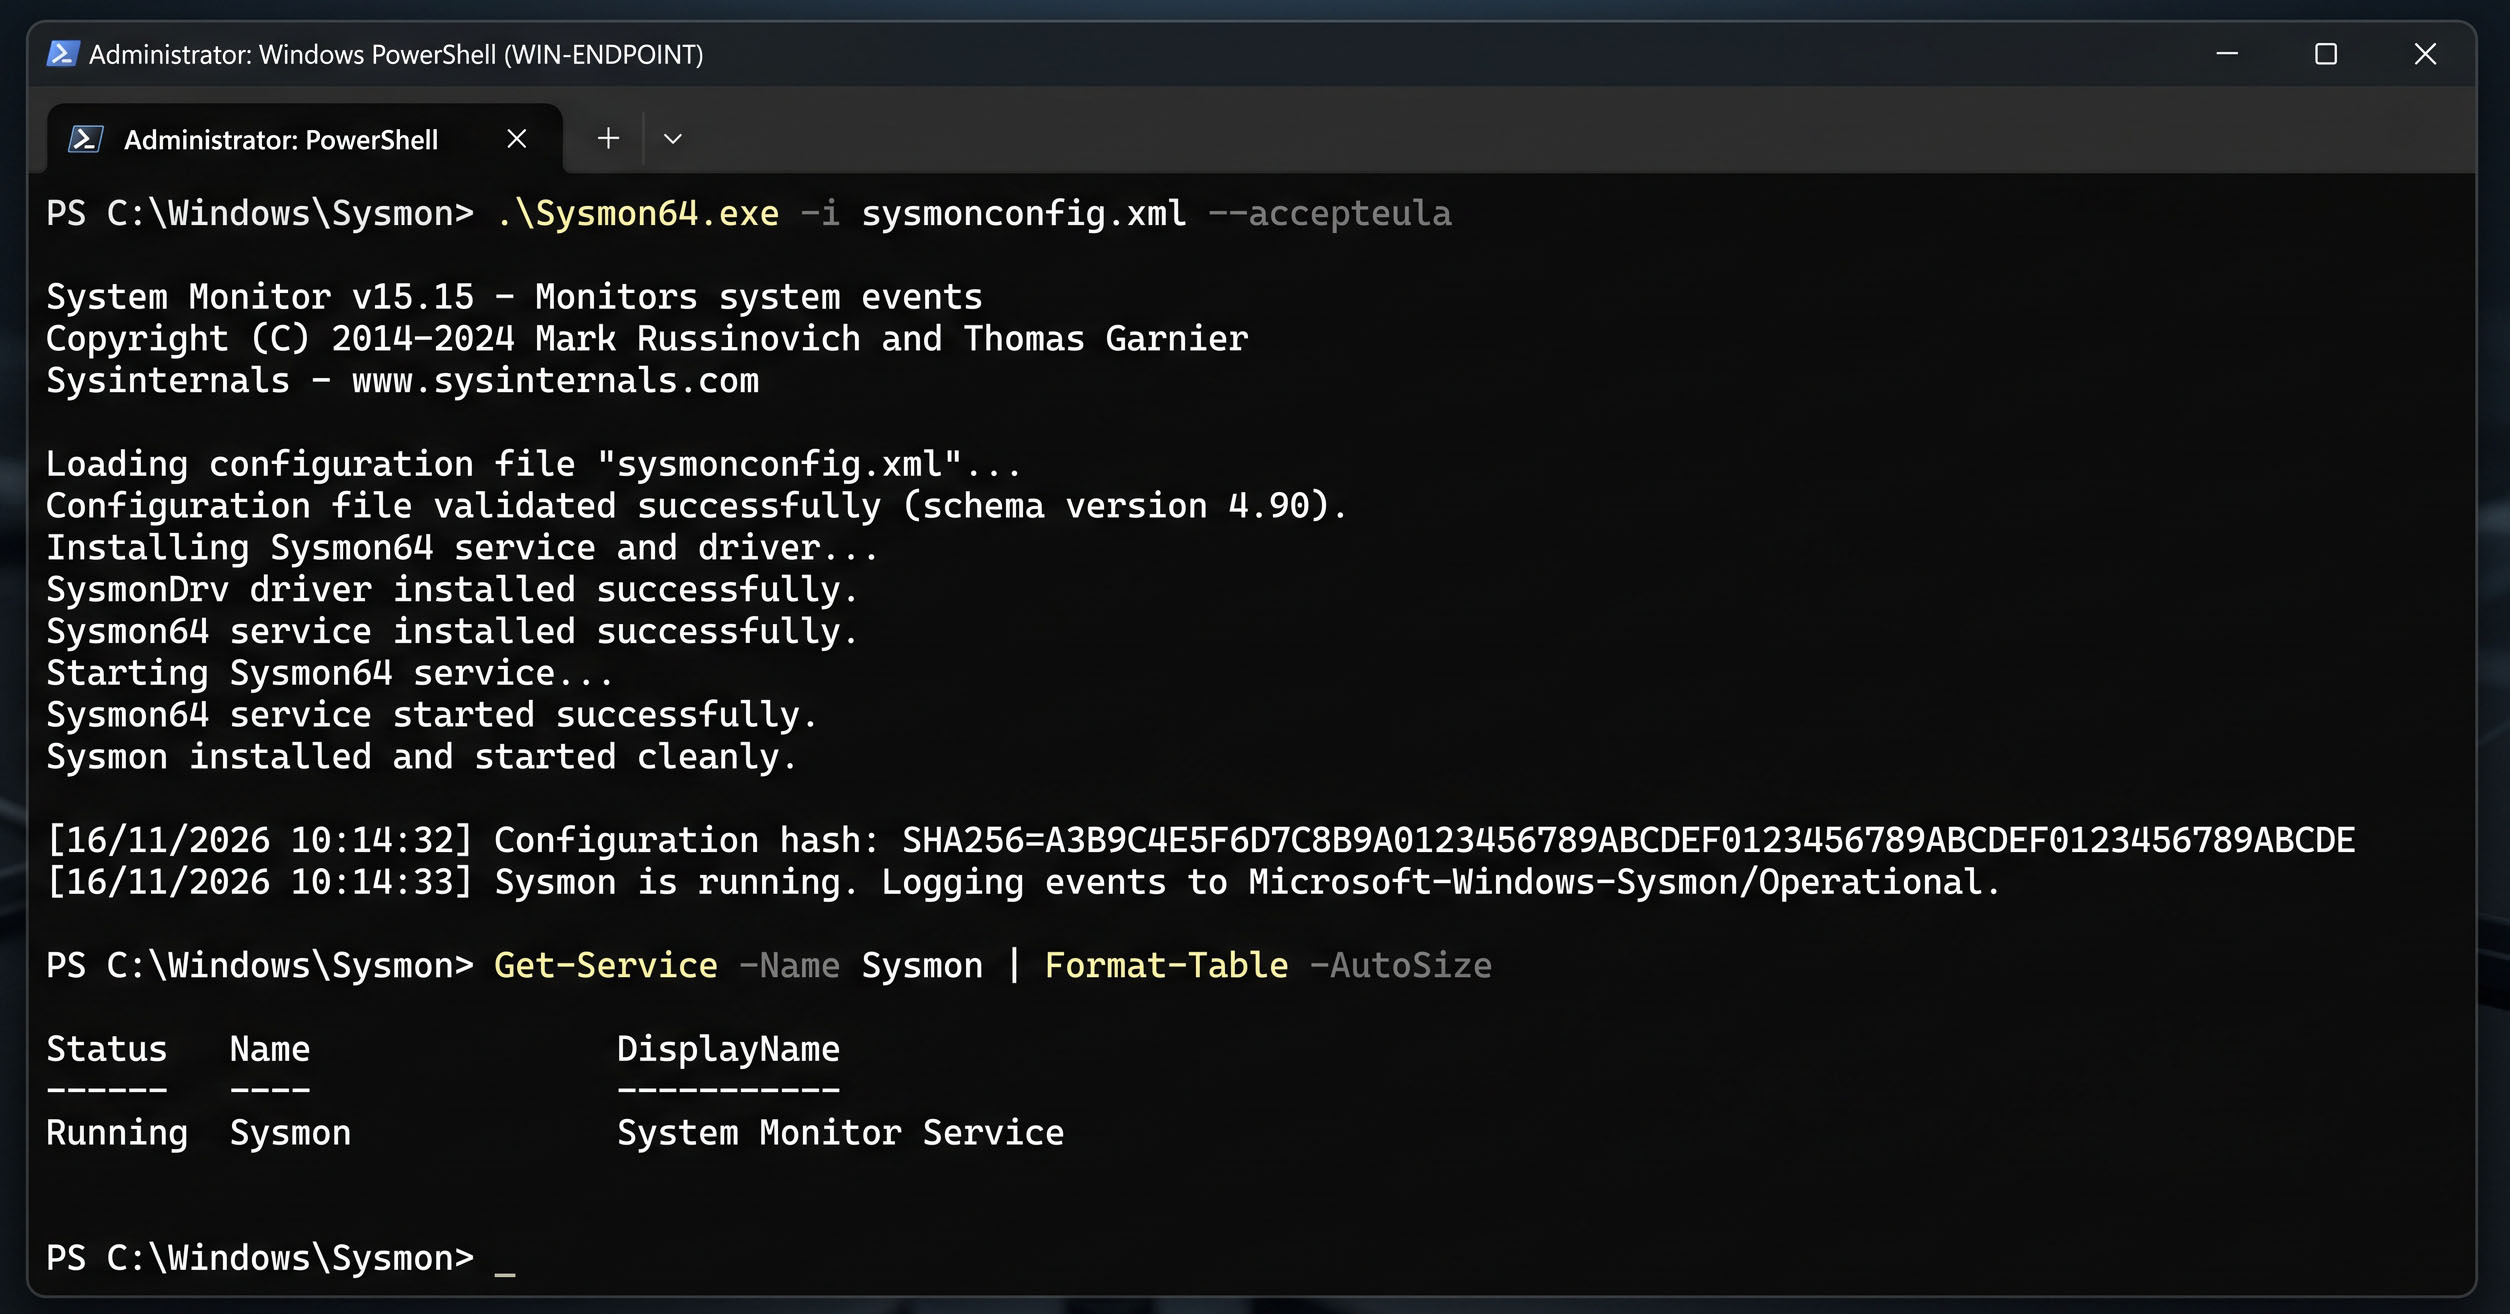 Administrator: Windows PowerShell (WIN-ENDPOINT)
Administrator: PowerShell
PS C:\Windows\Sysmon> .\Sysmon64.exe -i sysmonconfig.xml --accepteula
System Monitor v15.15 - Monitors system events
Copyright (C) 2014-2024 Mark Russinovich and Thomas Garnier
Sysinternals - www.sysinternals.com
Loading configuration file "sysmonconfig.xml"...
Configuration file validated successfully (schema version 4.90).
Installing Sysmon64 service and driver...
SysmonDrv driver installed successfully.
Sysmon64 service installed successfully.
Starting Sysmon64 service...
Sysmon64 service started successfully.
Sysmon installed and started cleanly.
[16/11/2026 10:14:32] Configuration hash: SHA256=A3B9C4E5F6D7C8B9A0123456789ABCDEF0123456789ABCDEF0123456789ABCDE
[16/11/2026 10:14:33] Sysmon is running. Logging events to Microsoft-Windows-Sysmon/Operational.
PS C:\Windows\Sysmon> Get-Service -Name Sysmon | Format-Table -AutoSize
Status Name DisplayName
------ ---- -----------
Running Sysmon System Monitor Service
PS C:\Windows\Sysmon> _